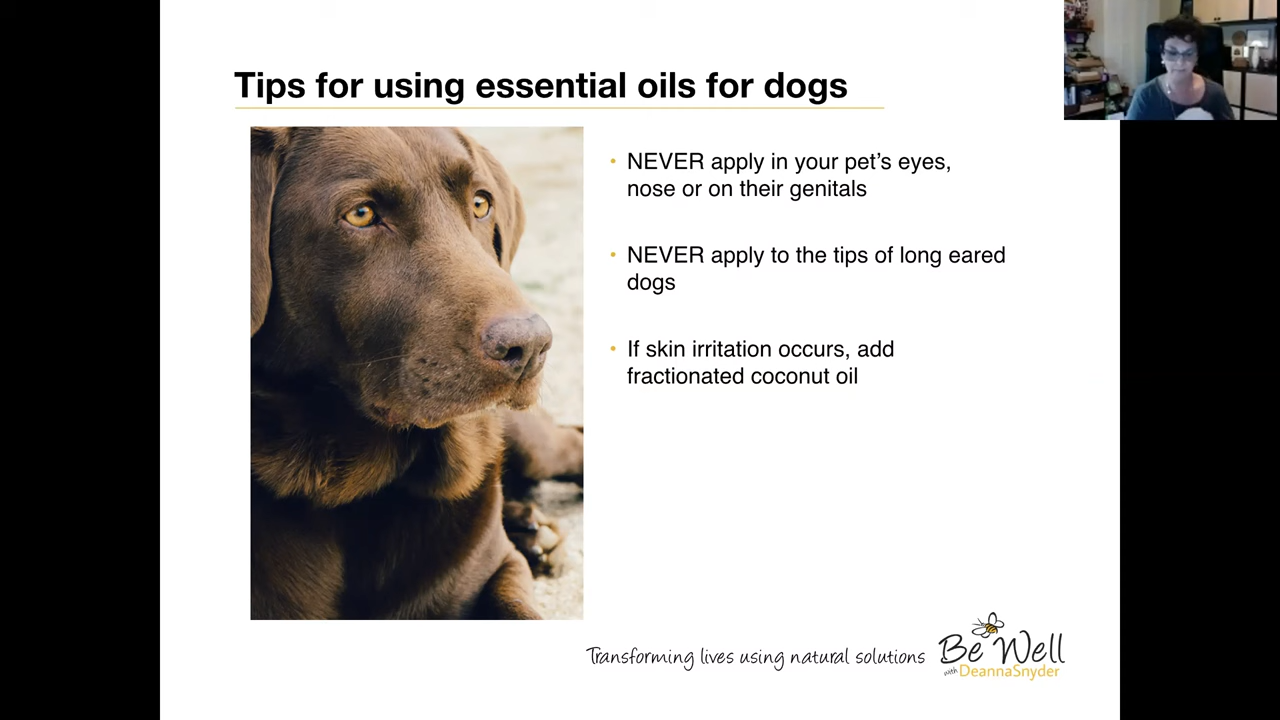 Tips for using essential oils for dogs
• NEVER apply in your pet’s eyes,
nose or on their genitals
• NEVER apply to the tips of long eared
dogs
• If skin irritation occurs, add
fractionated coconut oil
Transforming lives using natural solutions
Be Well
with DeannaSnyder